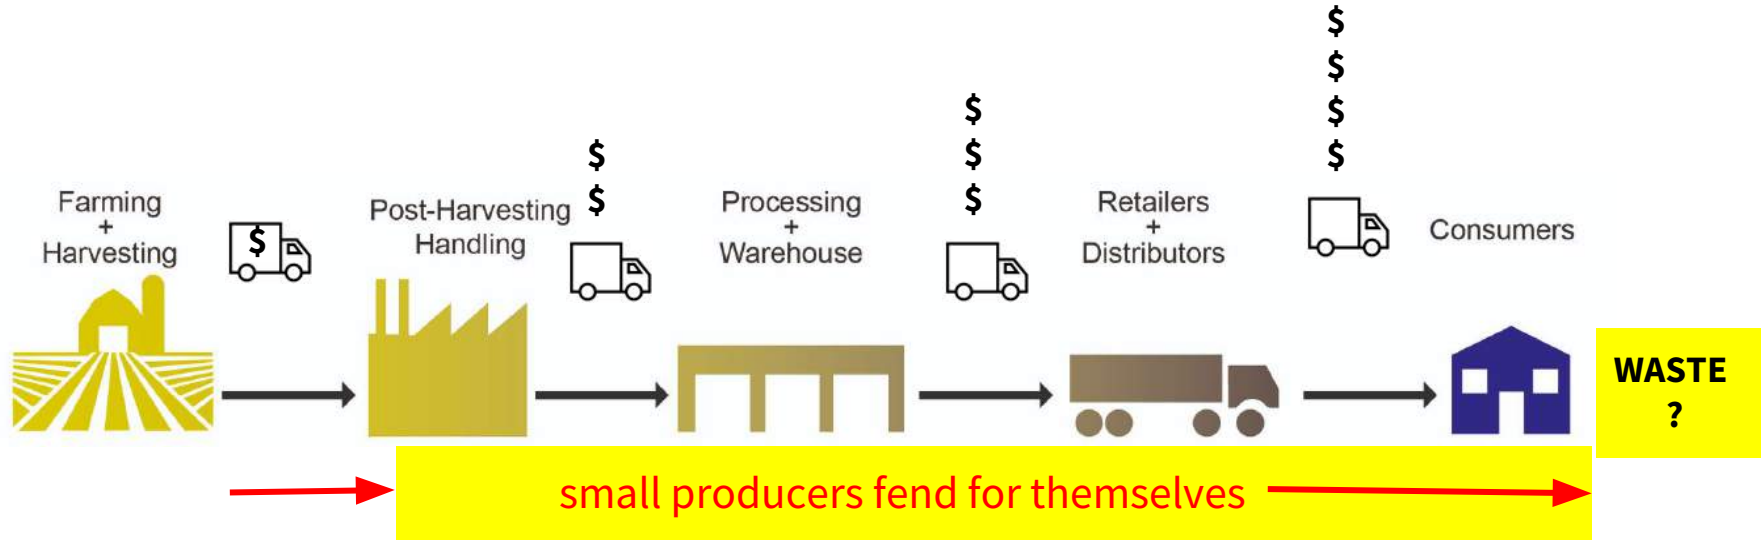 Farming
+
Harvesting
$
Post-Harvesting
Handling
$
$
Processing
+
Warehouse
$
$
$
Retailers
+
Distributors
$
$
$
$
Consumers
WASTE
?
small producers fend for themselves